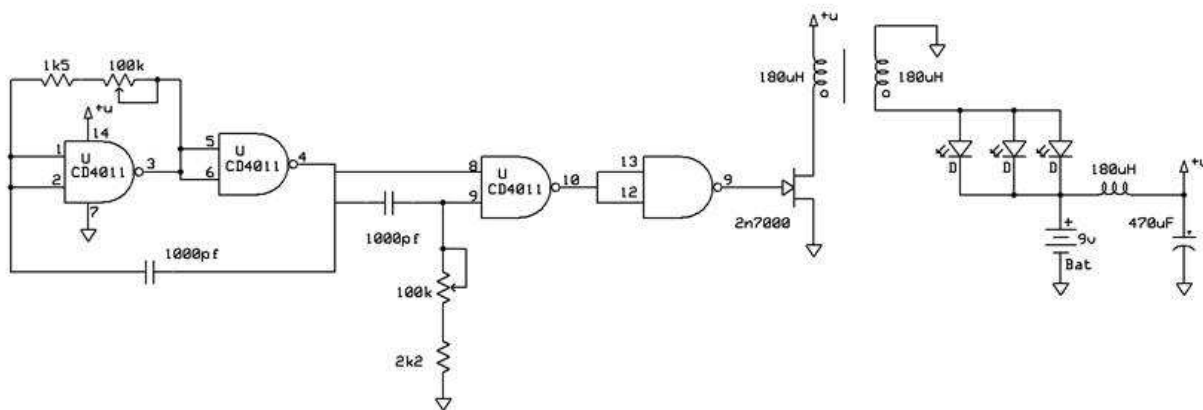 1k5
100k
+u
14
1
2
U
CD4011
3
7
5
6
U
CD4011
4
1000pf
1000pf
100k
2k2
8
9
U
CD4011
10
13
12
9
2n7000
+u
180uH
180uH
D
D
D
180uH
+u
+
9v
Bat
470uF
+